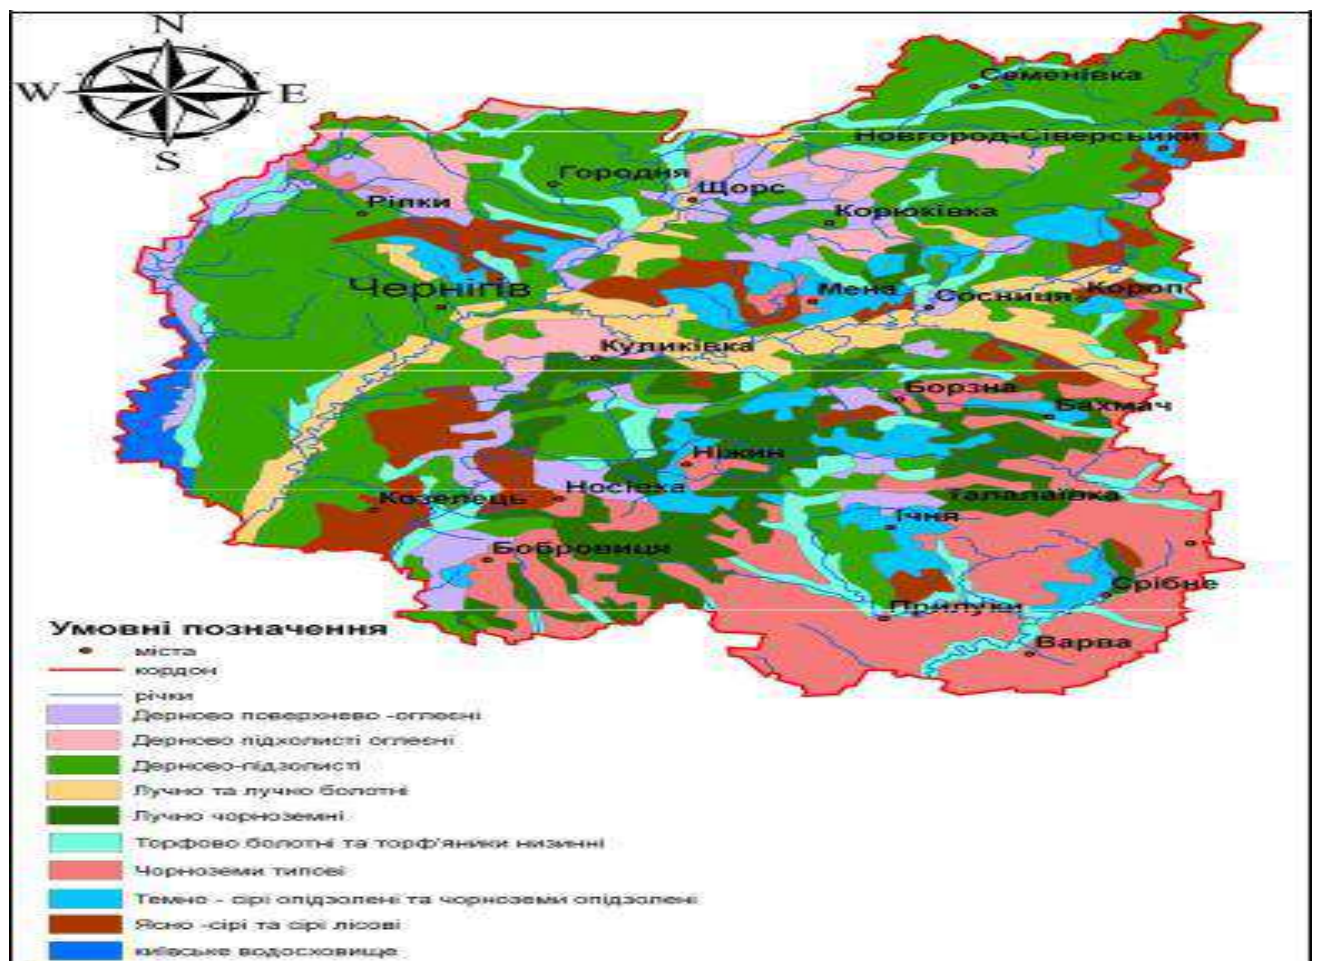 N
W E
S
Семенівка
Новгород-Сіверський
Городня
Щорс
Ріпки
Корюківка
Чернігів
Мена
Сосниця
Короп
Куликівка
Борзна
Бахмач
Ніжин
Носівка
Козелець
Талалаївка
Ічня
Бобровиця
Срібне
Прилуки
Варва
Умовні позначення
міста
кордон
річки
Дерново поверхнево -оглеєні
Дерново підхолисті оглеєні
Дерново-підзолисті
Лучно та лучко болотні
Лучно чорноземні
Торфово болотні та торф'яники низинні
Чорноземи типові
Темно - сірі опідзолені та чорноземи опідзолені
Ясно -сірі та сірі лісові
київське водосховище